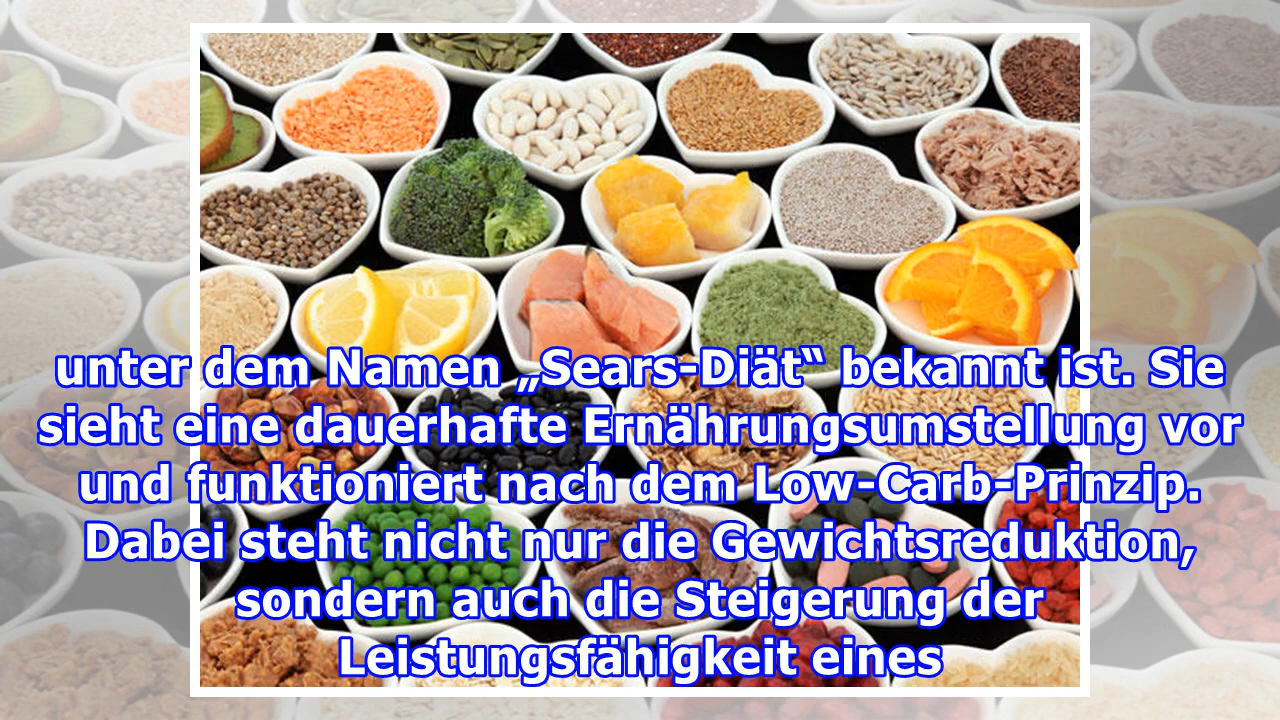 unter dem Namen „Sears-Diät“ bekannt ist. Sie
sieht eine dauerhafte Ernährungsumstellung vor
und funktioniert nach dem Low-Carb-Prinzip.
Dabei steht nicht nur die Gewichtsreduktion,
sondern auch die Steigerung der
Leistungsfähigkeit eines